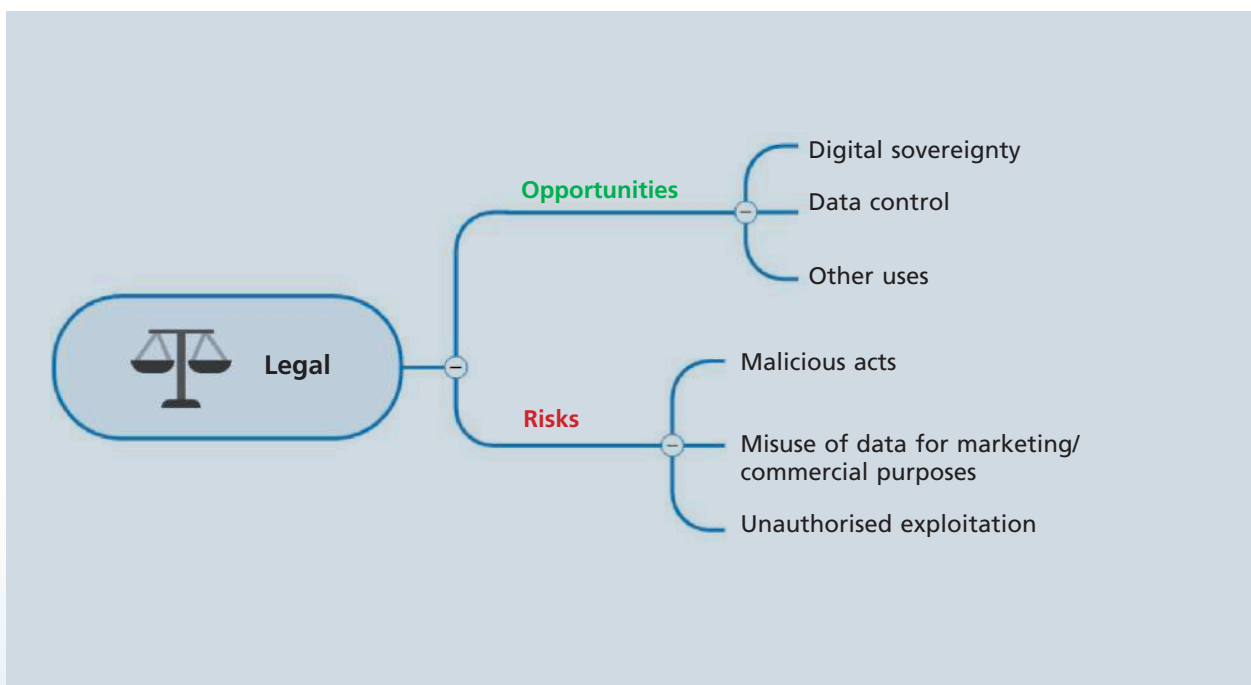 Legal
Opportunities
Digital sovereignty
Data control
Other uses
Risks
Malicious acts
Misuse of data for marketing/
commercial purposes
Unauthorised exploitation